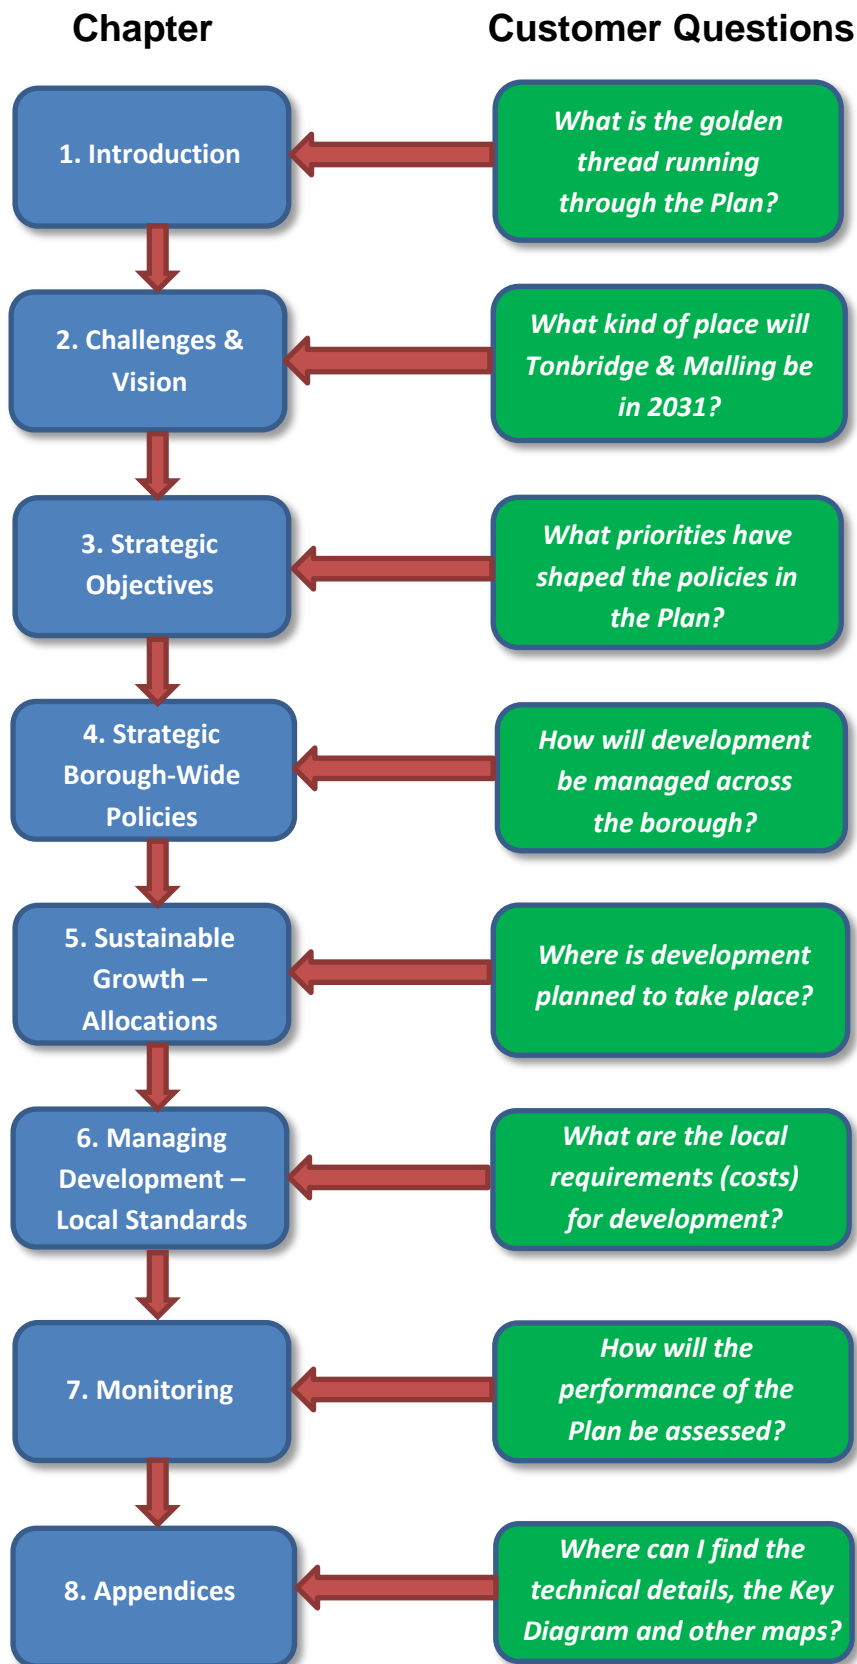 Chapter
Customer Questions
1. Introduction
What is the golden
thread running
through the Plan?
2. Challenges &
Vision
What kind of place will
Tonbridge & Malling be
in 2031?
3. Strategic
Objectives
What priorities have
shaped the policies in
the Plan?
4. Strategic
Borough-Wide
Policies
How will development
be managed across
the borough?
5. Sustainable
Growth –
Allocations
Where is development
planned to take place?
6. Managing
Development –
Local Standards
What are the local
requirements (costs)
for development?
7. Monitoring
How will the
performance of the
Plan be assessed?
8. Appendices
Where can I find the
technical details, the Key
Diagram and other maps?